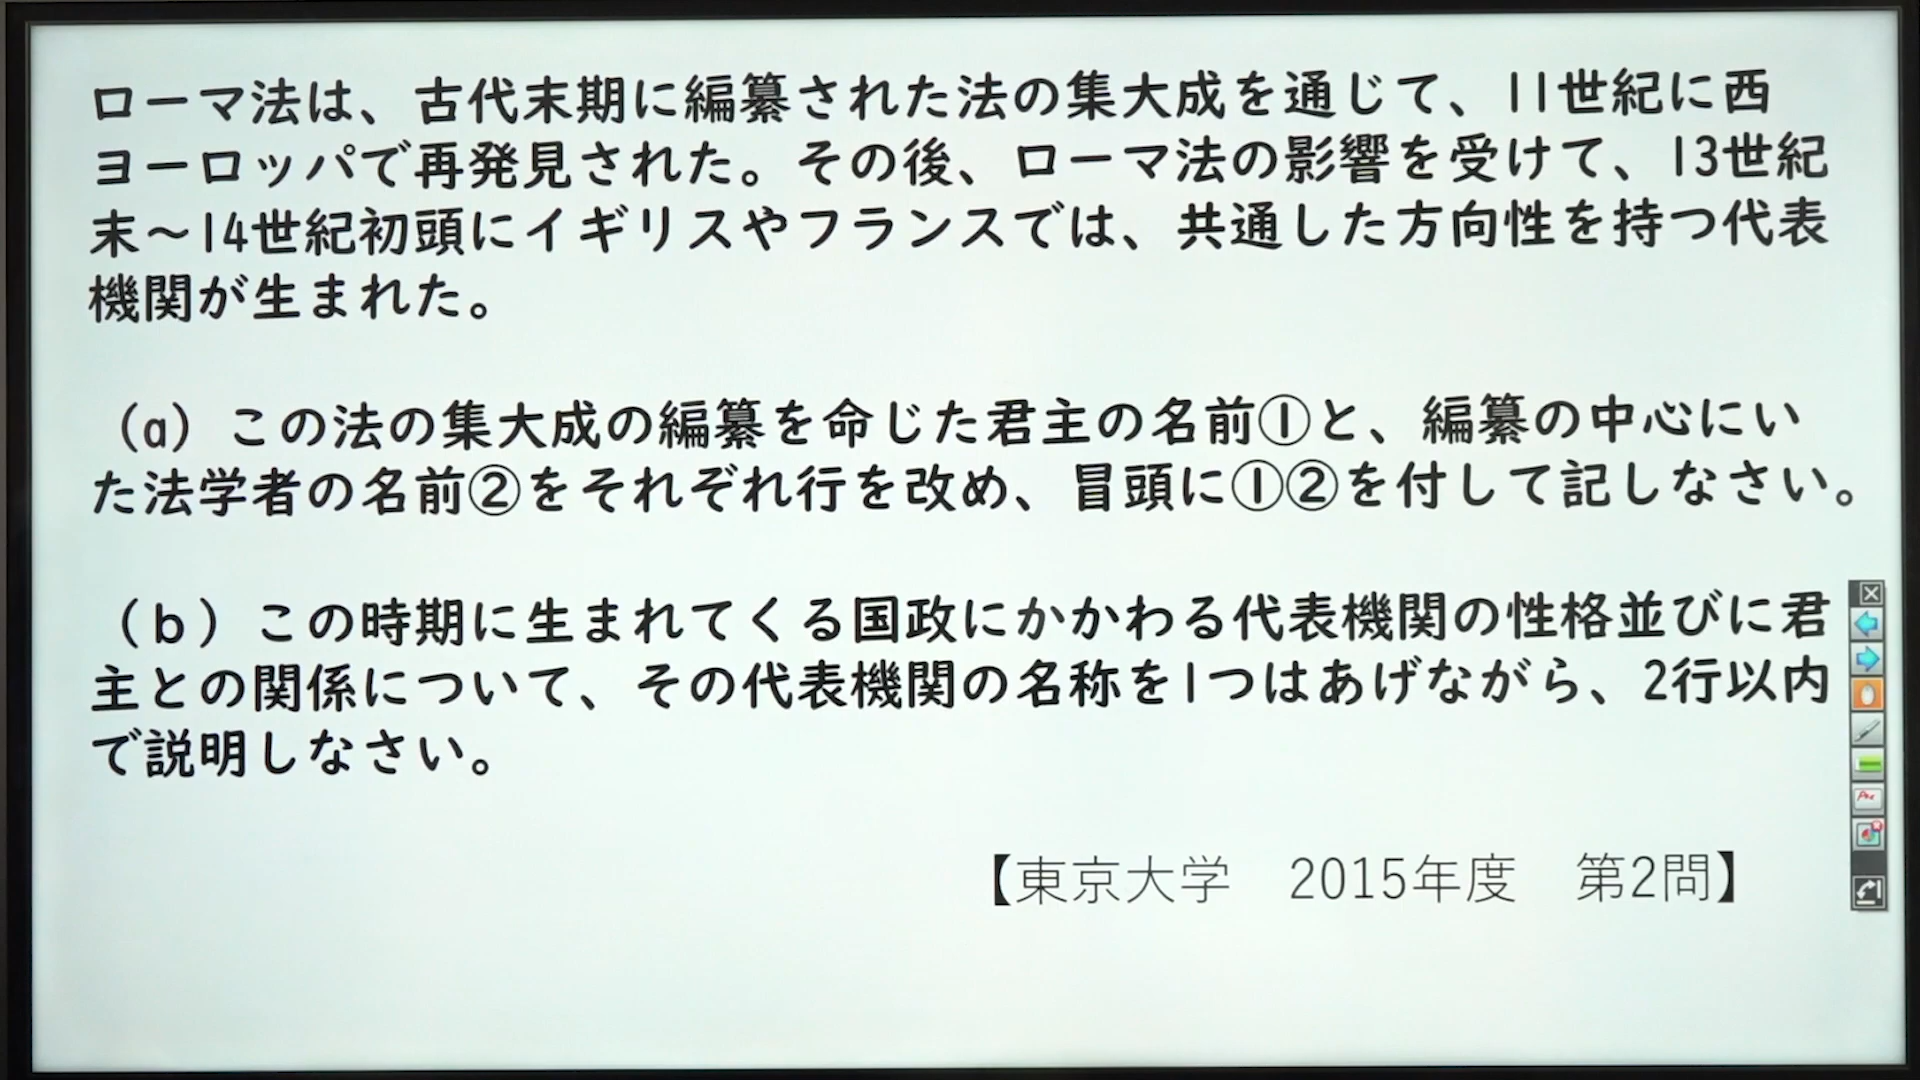 ローマ法は、古代末期に編纂された法の集大成を通じて、11世紀に西
ヨーロッパで再発見された。その後、ローマ法の影響を受けて、13世紀
末～14世紀初頭にイギリスやフランスでは、共通した方向性を持つ代表
機関が生まれた。
（a）この法の集大成の編纂を命じた君主の名前①と、編纂の中心にい
た法学者の名前②をそれぞれ行を改め、冒頭に①②を付して記しなさい。
（ｂ）この時期に生まれてくる国政にかかわる代表機関の性格並びに君
主との関係について、その代表機関の名称を1つはあげながら、2行以内
で説明しなさい。
【東京大学　2015年度　第2問】